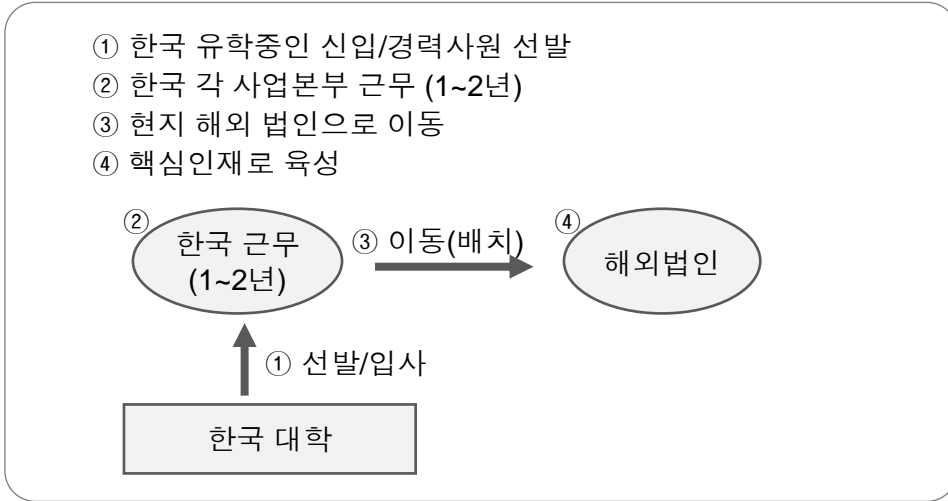 ① 한국 유학중인 신입/경력사원 선발
② 한국 각 사업본부 근무 (1~2년)
③ 현지 해외 법인으로 이동
④ 핵심인재로 육성
②
한국 근무
(1~2년)
③ 이동(배치)
④
해외법인
① 선발/입사
한국 대학